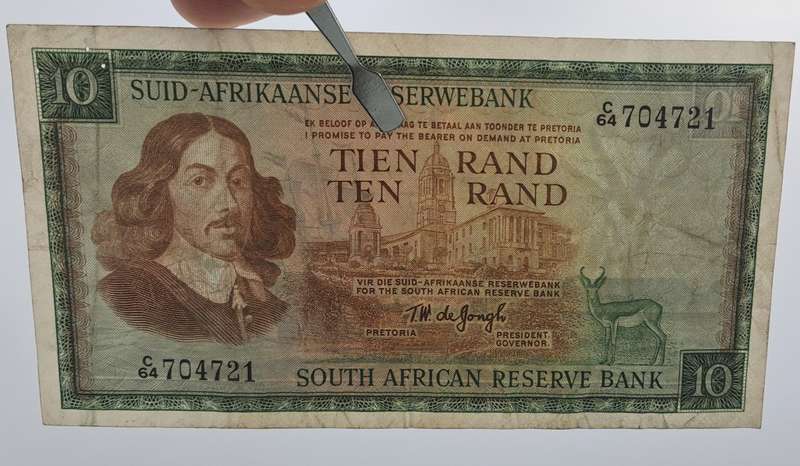 10
SUID-AFRIKAANSE SERWEBANK
C/64 704721
EK BELOOF OP TE BETAAL AAN TOONDER TE PRETORIA
I PROMISE TO PAY THE BEARER ON DEMAND AT PRETORIA
TIEN RAND
TEN RAND
VIR DIE SUID-AFRIKAANSE RESERWEBANK
FOR THE SOUTH AFRICAN RESERVE BANK
T.W. de Jongh
PRETORIA PRESIDENT
GOVERNOR.
C/64 704721
SOUTH AFRICAN RESERVE BANK
10